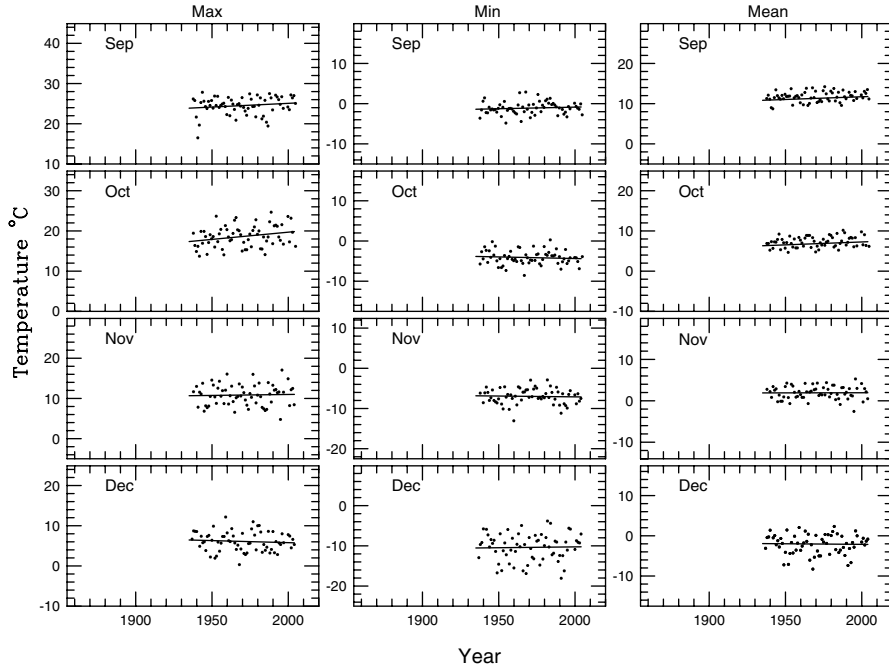 Max Min Mean
Sep Sep Sep
40 30 20 10
10 0 -10
20 10 0
Oct Oct Oct
30 20 10 0
10 0 -10
20 10 0 -10
Nov Nov Nov
20 10 0
10 0 -10 -20
20 10 0 -10
Dec Dec Dec
20 10 0 -10
0 -10 -20
10 0 -10
1900 1950 2000 1900 1950 2000 1900 1950 2000
Temperature °C
Year